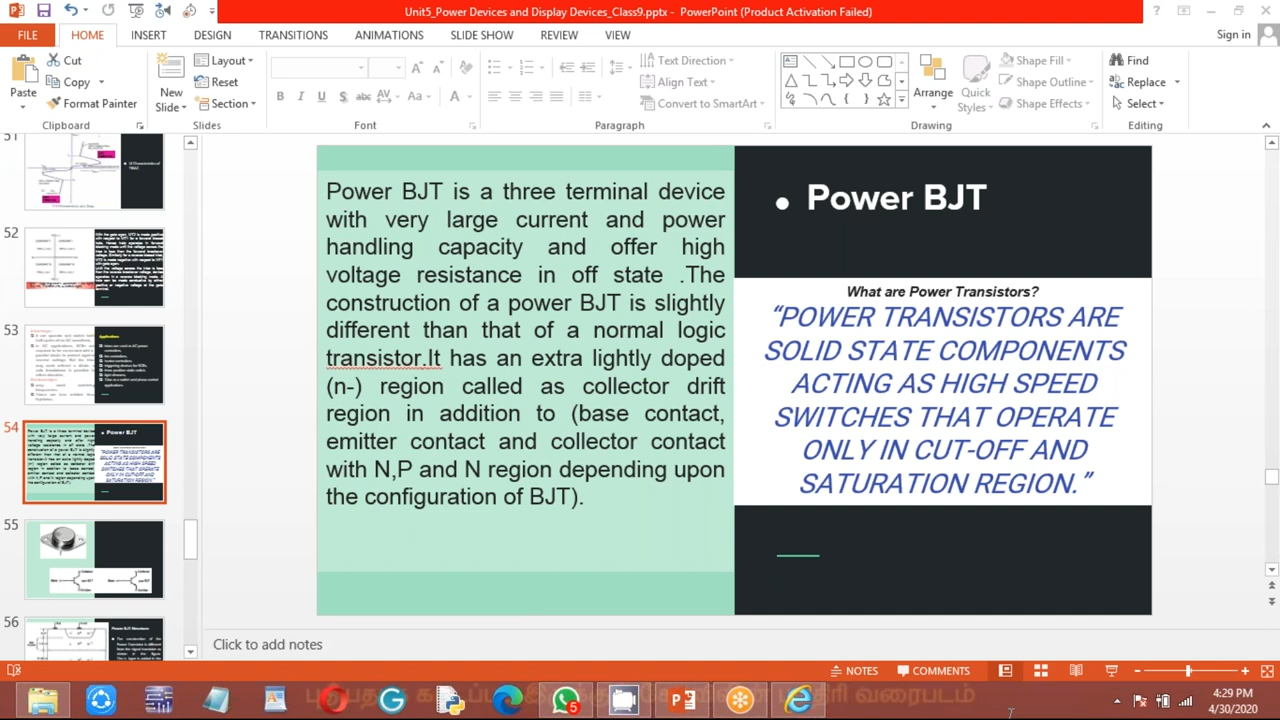 Unit5_Power Devices and Display Devices_Class9.pptx - PowerPoint (Product Activation Failed)
FILE HOME INSERT DESIGN TRANSITIONS ANIMATIONS SLIDE SHOW REVIEW VIEW Sign in
Paste
Cut
Copy
Format Painter
Clipboard
New Slide
Layout
Reset
Section
Slides
Font
Text Direction
Align Text
Convert to SmartArt
Paragraph
Arrange
Quick Styles
Drawing
Shape Fill
Shape Outline
Shape Effects
Find
Replace
Select
Editing
51
52
53
54
55
56
Power BJT is a three terminal device
with very large current and power
handling capacity and offer high
voltage resistance in off state .The
construction of a power BJT is slightly
different than that of a normal logic
transistor.It has an extra lightly doped
(n-) region called as collector drift
region in addition to (base contact,
emitter contact and collector contact
with N,P and N regions depending upon
the configuration of BJT).
• Power BJT
What are Power Transistors?
“POWER TRANSISTORS ARE
SOLID STATE COMPONENTS
ACTING AS HIGH SPEED
SWITCHES THAT OPERATE
ONLY IN CUT-OFF AND
SATURATION REGION.”
Click to add notes
NOTES COMMENTS
5
4:29 PM
4/30/2020